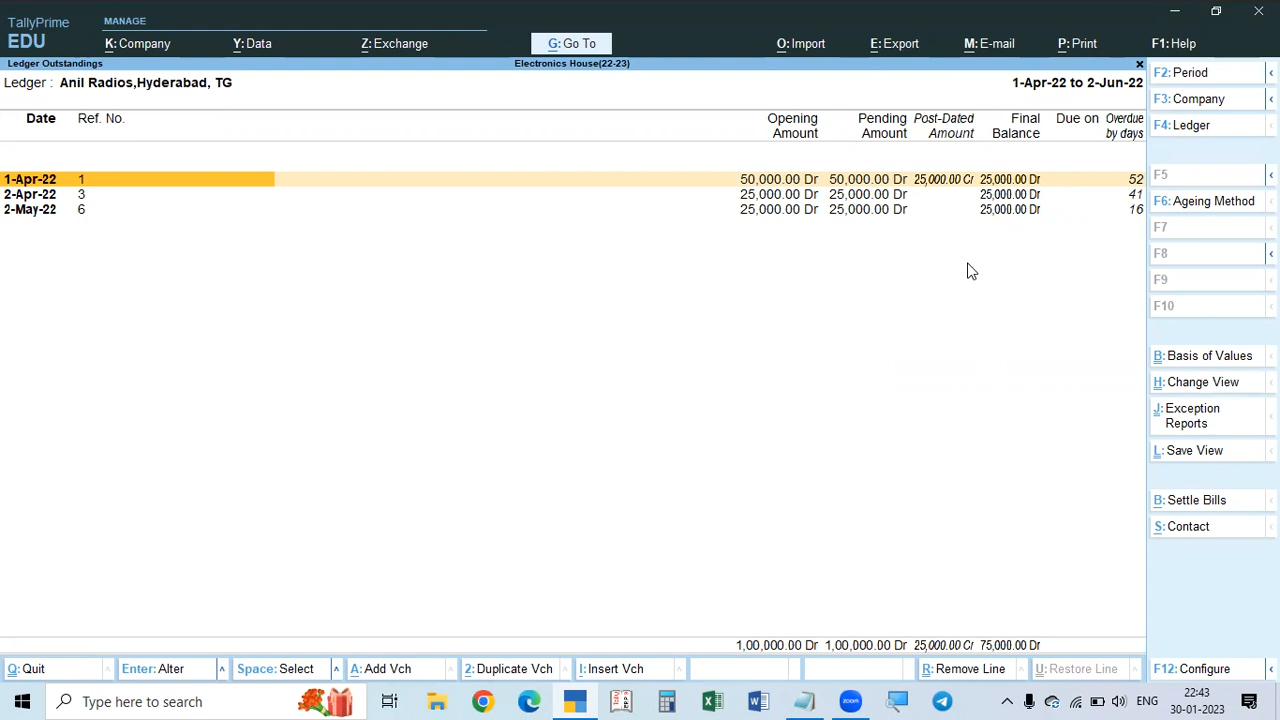 TallyPrime
EDU
MANAGE
K: Company
Y: Data
Z: Exchange
G: Go To
O: Import
E: Export
M: E-mail
P: Print
F1: Help
Ledger Outstandings
Electronics House(22-23)
Ledger : Anil Radios,Hyderabad, TG
1-Apr-22 to 2-Jun-22
Date Ref. No. Opening Amount Pending Amount Post-Dated Amount Final Balance Due on Overdue by days
1-Apr-22 1 50,000.00 Dr 50,000.00 Dr 25,000.00 Cr 25,000.00 Dr 52
2-Apr-22 3 25,000.00 Dr 25,000.00 Dr 25,000.00 Dr 41
2-May-22 6 25,000.00 Dr 25,000.00 Dr 25,000.00 Dr 16
1,00,000.00 Dr 1,00,000.00 Dr 25,000.00 Cr 75,000.00 Dr
F2: Period
F3: Company
F4: Ledger
F5
F6: Ageing Method
F7
F8
F9
F10
B: Basis of Values
H: Change View
J: Exception
Reports
L: Save View
B: Settle Bills
S: Contact
Q: Quit
Enter: Alter
Space: Select
A: Add Vch
2: Duplicate Vch
I: Insert Vch
R: Remove Line
U: Restore Line
F12: Configure
Type here to search
ENG
22:43
30-01-2023